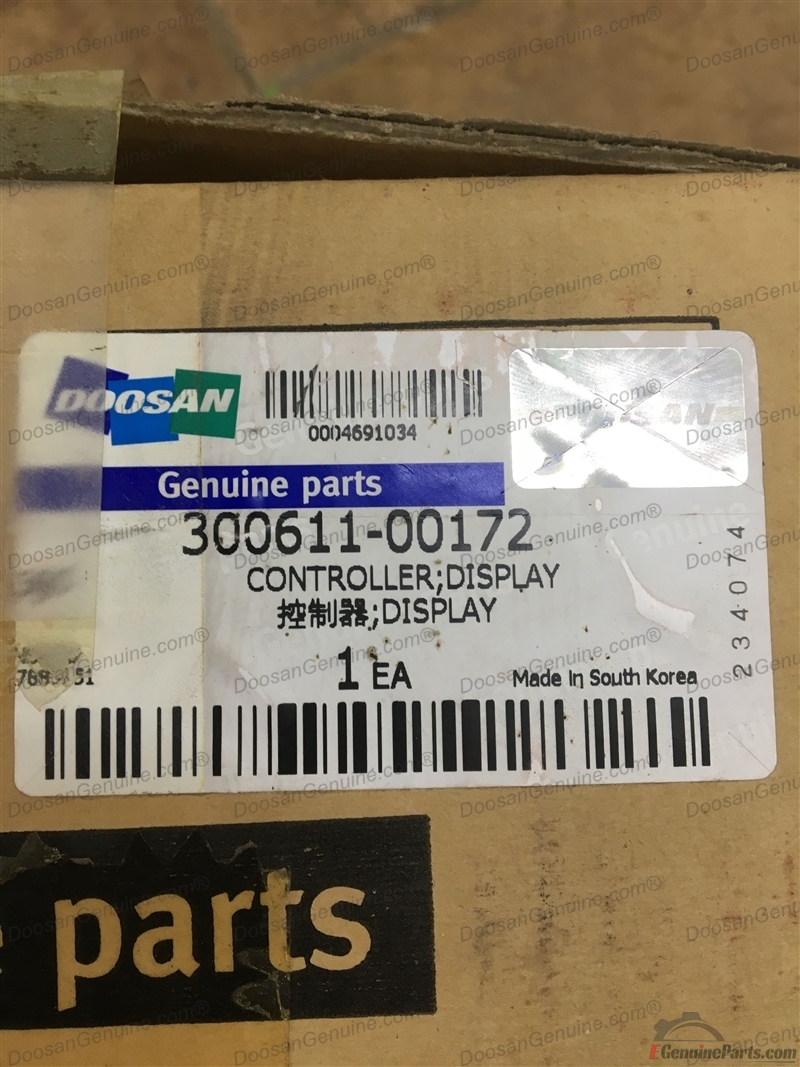 DOOSAN
0004691034
DOOSAN
Genuine parts
300611-00172
CONTROLLER;DISPLAY
控制器;DISPLAY
1 EA
Made In South Korea
234074
parts
DoosanGenuine.com®
EGenuineParts.com